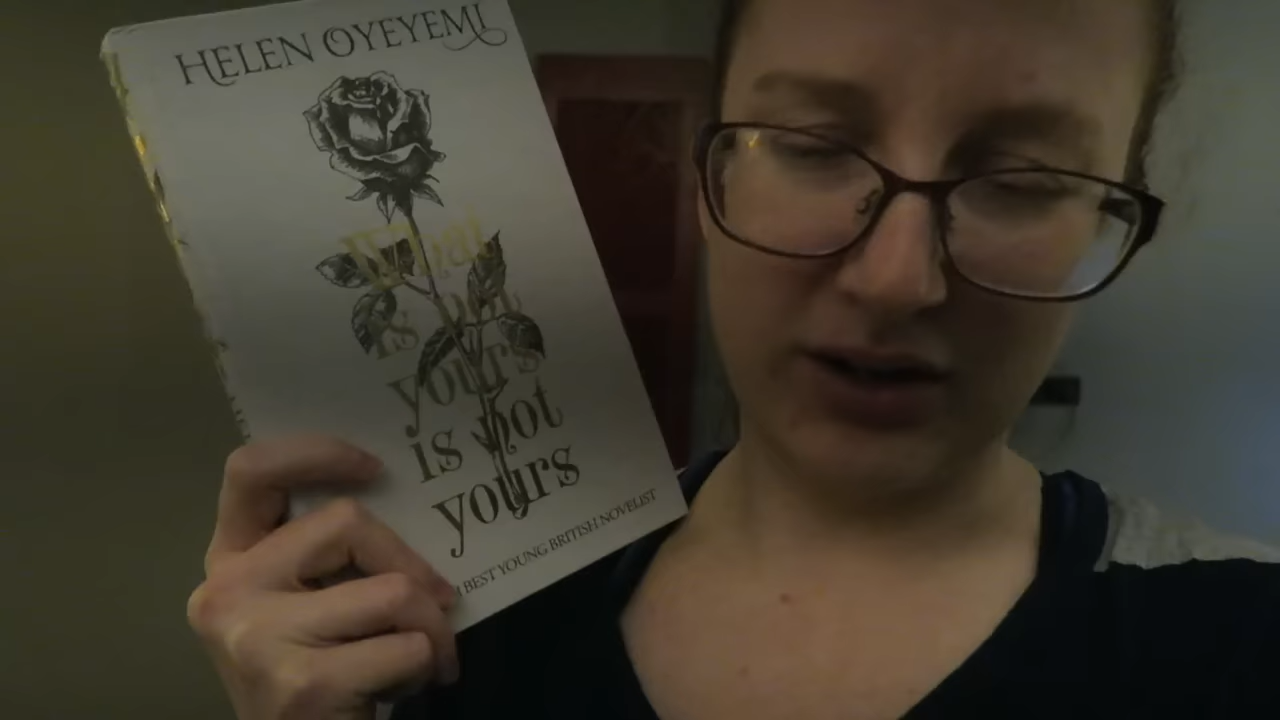 HELEN OYEYEMI
What
is not
yours
is not
yours
BEST YOUNG BRITISH NOVELIST